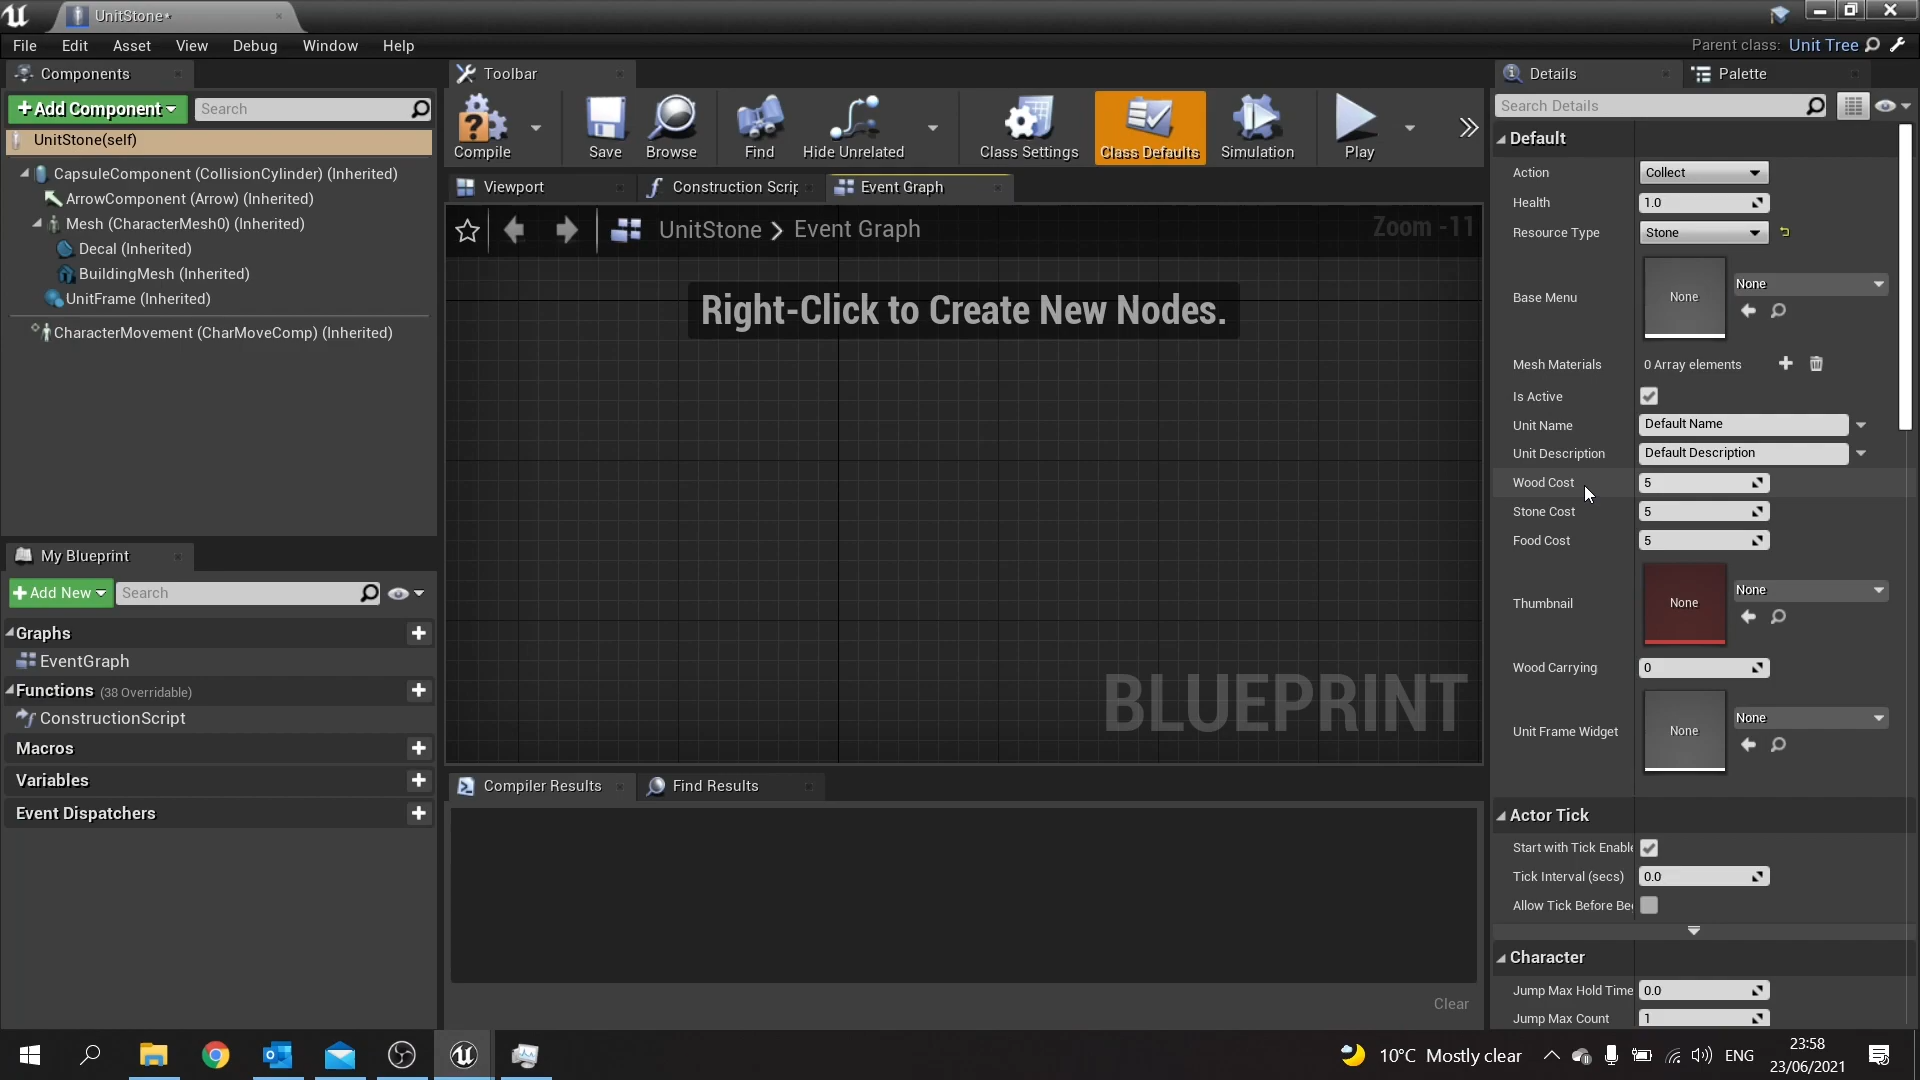 UnitStone*
File Edit Asset View Debug Window Help
Parent class: Unit Tree
Components
Add Component
Search
UnitStone(self)
CapsuleComponent (CollisionCylinder) (Inherited)
ArrowComponent (Arrow) (Inherited)
Mesh (CharacterMesh0) (Inherited)
Decal (Inherited)
BuildingMesh (Inherited)
UnitFrame (Inherited)
CharacterMovement (CharMoveComp) (Inherited)
My Blueprint
Add New
Search
Graphs
EventGraph
Functions (38 Overridable)
ConstructionScript
Macros
Variables
Event Dispatchers
Toolbar
Compile
Save
Browse
Find
Hide Unrelated
Class Settings
Class Defaults
Simulation
Play
Viewport
Construction Scrip
Event Graph
UnitStone > Event Graph
Zoom -11
Right-Click to Create New Nodes.
BLUEPRINT
Compiler Results
Find Results
Clear
Details
Palette
Search Details
Default
Action Collect
Health 1.0
Resource Type Stone
Base Menu None None
Mesh Materials 0 Array elements
Is Active
Unit Name Default Name
Unit Description Default Description
Wood Cost 5
Stone Cost 5
Food Cost 5
Thumbnail None None
Wood Carrying 0
Unit Frame Widget None None
Actor Tick
Start with Tick Enable
Tick Interval (secs) 0.0
Allow Tick Before Be
Character
Jump Max Hold Time 0.0
Jump Max Count 1
10°C Mostly clear
ENG
23:58
23/06/2021